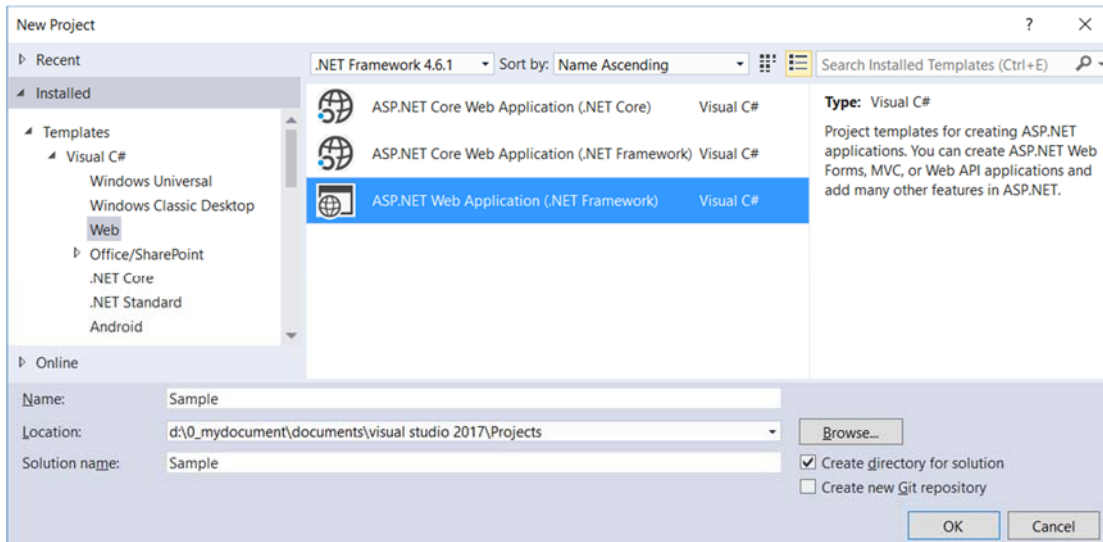 New Project
Recent
.NET Framework 4.6.1
Sort by:
Name Ascending
Search Installed Templates (Ctrl+E)
Installed
Templates
Visual C#
Windows Universal
Windows Classic Desktop
Web
Office/SharePoint
.NET Core
.NET Standard
Android
Online
ASP.NET Core Web Application (.NET Core) Visual C#
ASP.NET Core Web Application (.NET Framework) Visual C#
ASP.NET Web Application (.NET Framework) Visual C#
Type: Visual C#
Project templates for creating ASP.NET
applications. You can create ASP.NET Web
Forms, MVC, or Web API applications and
add many other features in ASP.NET.
Name: Sample
Location: d:\0_mydocument\documents\visual studio 2017\Projects
Browse...
Solution name: Sample
Create directory for solution
Create new Git repository
OK
Cancel